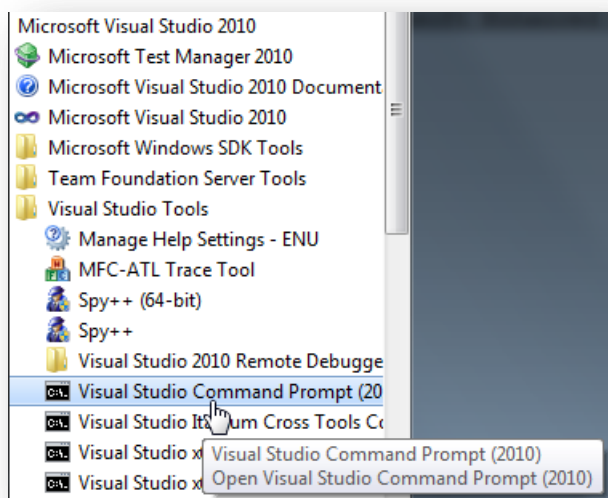 Microsoft Visual Studio 2010
Microsoft Test Manager 2010
Microsoft Visual Studio 2010 Document
Microsoft Visual Studio 2010
Microsoft Windows SDK Tools
Team Foundation Server Tools
Visual Studio Tools
Manage Help Settings - ENU
MFC-ATL Trace Tool
Spy++ (64-bit)
Spy++
Visual Studio 2010 Remote Debugge
Visual Studio Command Prompt (20
Visual Studio Cross Tools Co
Visual Studio
Visual Studio Command Prompt (2010)
Visual Studio
Open Visual Studio Command Prompt (2010)